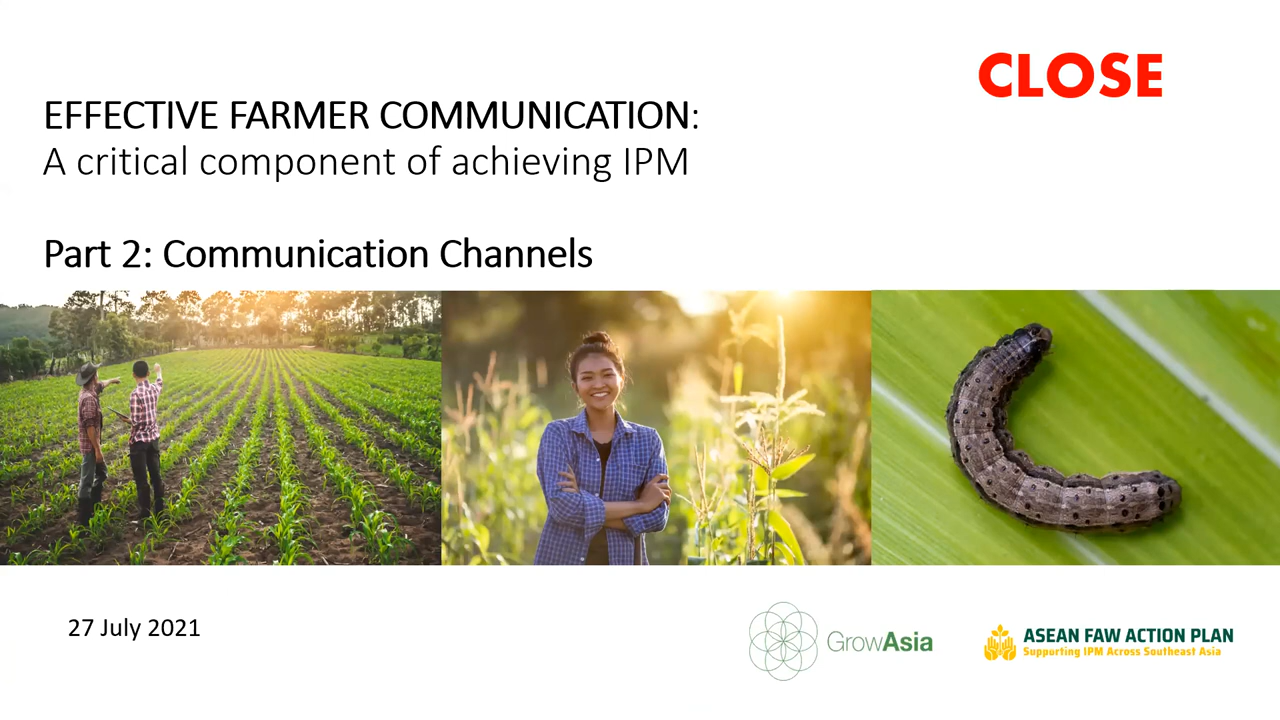 CLOSE
EFFECTIVE FARMER COMMUNICATION:
A critical component of achieving IPM
Part 2: Communication Channels
27 July 2021
GrowAsia
ASEAN FAW ACTION PLAN
Supporting IPM Across Southeast Asia